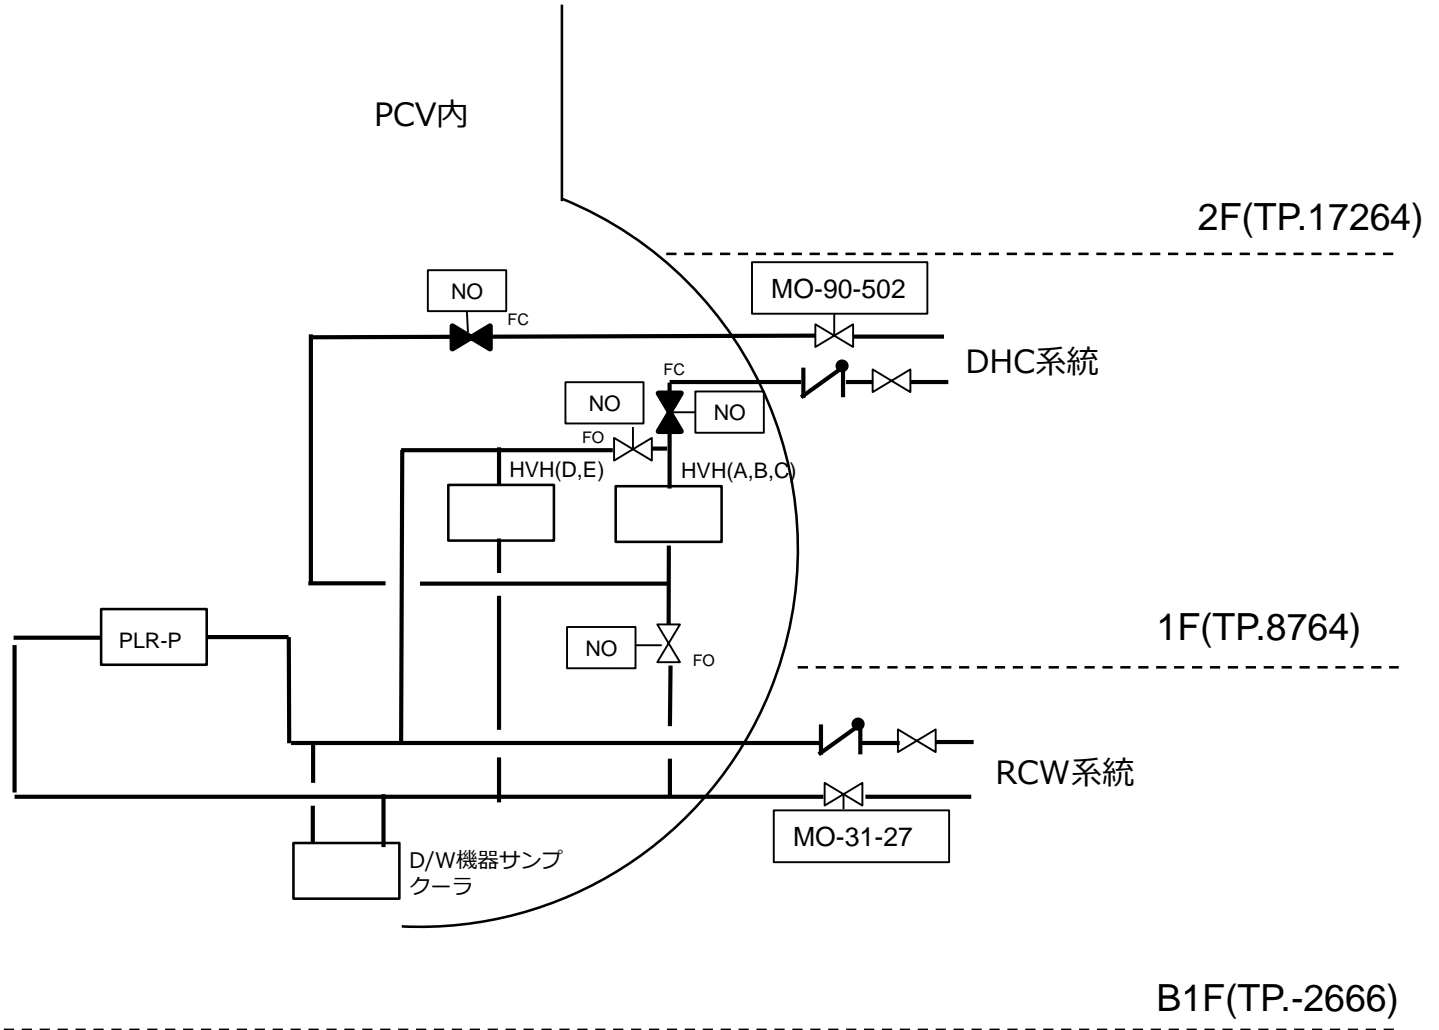 PCV内
2F(TP.17264)
NO
FC
MO-90-502
DHC系統
FC
NO
NO
FO
HVH(D,E)
HVH(A,B,C)
PLR-P
NO
FO
1F(TP.8764)
RCW系統
MO-31-27
D/W機器サンプ
クーラ
B1F(TP.-2666)